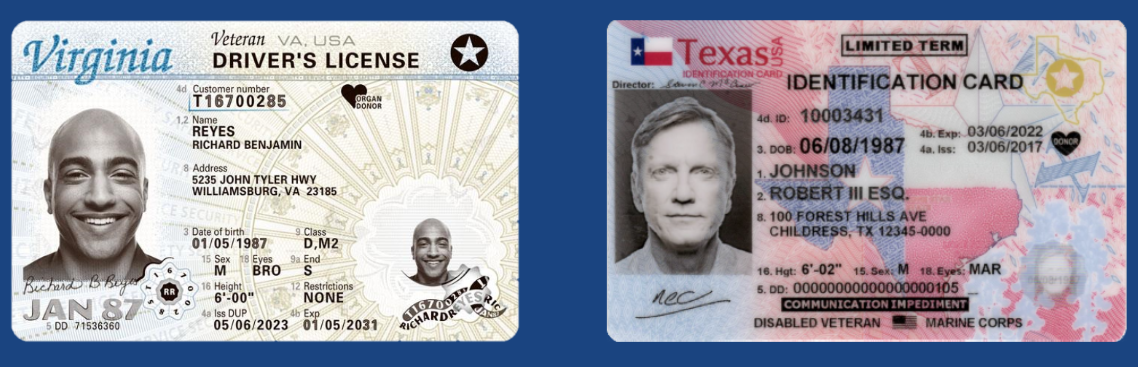 Virginia
Veteran VA, USA
DRIVER'S LICENSE
4d Customer number
T16700285
ORGAN
DONOR
1,2 Name
REYES
RICHARD BENJAMIN
8 Address
5235 JOHN TYLER HWY
WILLIAMSBURG, VA 23185
3 Date of birth 9 Class
01/05/1987 D,M2
15 Sex 18 Eyes 9a End
M BRO S
16 Height 12 Restrictions
6'-00" NONE
4a Iss DUP 4b Exp
05/06/2023 01/05/2031
Richard B Reyes
RR
JAN 87
5 DD 71536360
Texas
USA
IDENTIFICATION CARD
LIMITED TERM
IDENTIFICATION CARD
Director:
4d. ID: 10003431
4b. Exp: 03/06/2022
3. DOB: 06/08/1987 4a. Iss: 03/06/2017
DONOR
1. JOHNSON
2. ROBERT III ESQ.
8. 100 FOREST HILLS AVE
CHILDRESS, TX 12345-0000
16. Hgt: 6'-02" 15. Sex: M 18. Eyes: MAR
5. DD: 00000000000000000105
COMMUNICATION IMPEDIMENT
DISABLED VETERAN MARINE CORPS